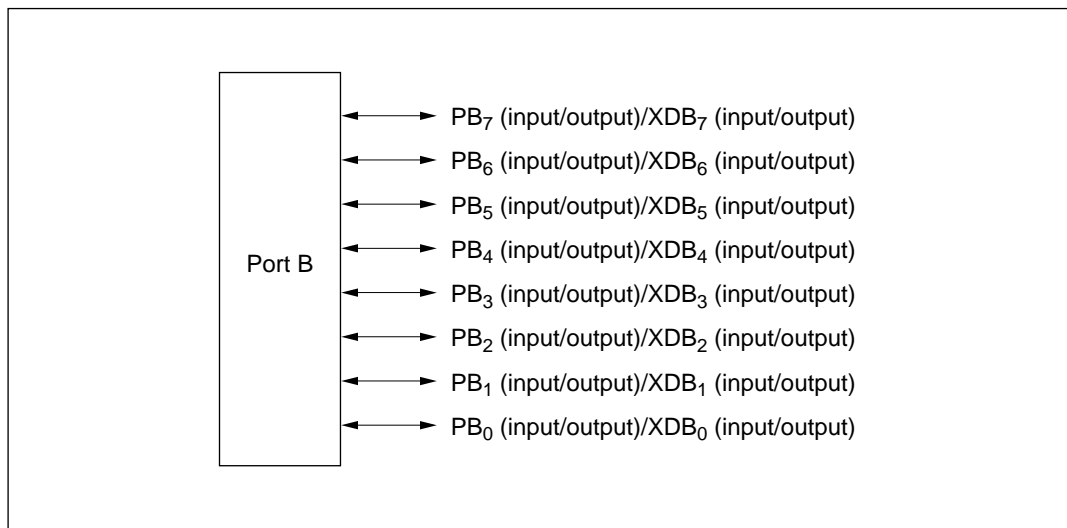 PB7 (input/output)/XDB7 (input/output)
PB6 (input/output)/XDB6 (input/output)
PB5 (input/output)/XDB5 (input/output)
Port B
PB4 (input/output)/XDB4 (input/output)
PB3 (input/output)/XDB3 (input/output)
PB2 (input/output)/XDB2 (input/output)
PB1 (input/output)/XDB1 (input/output)
PB0 (input/output)/XDB0 (input/output)